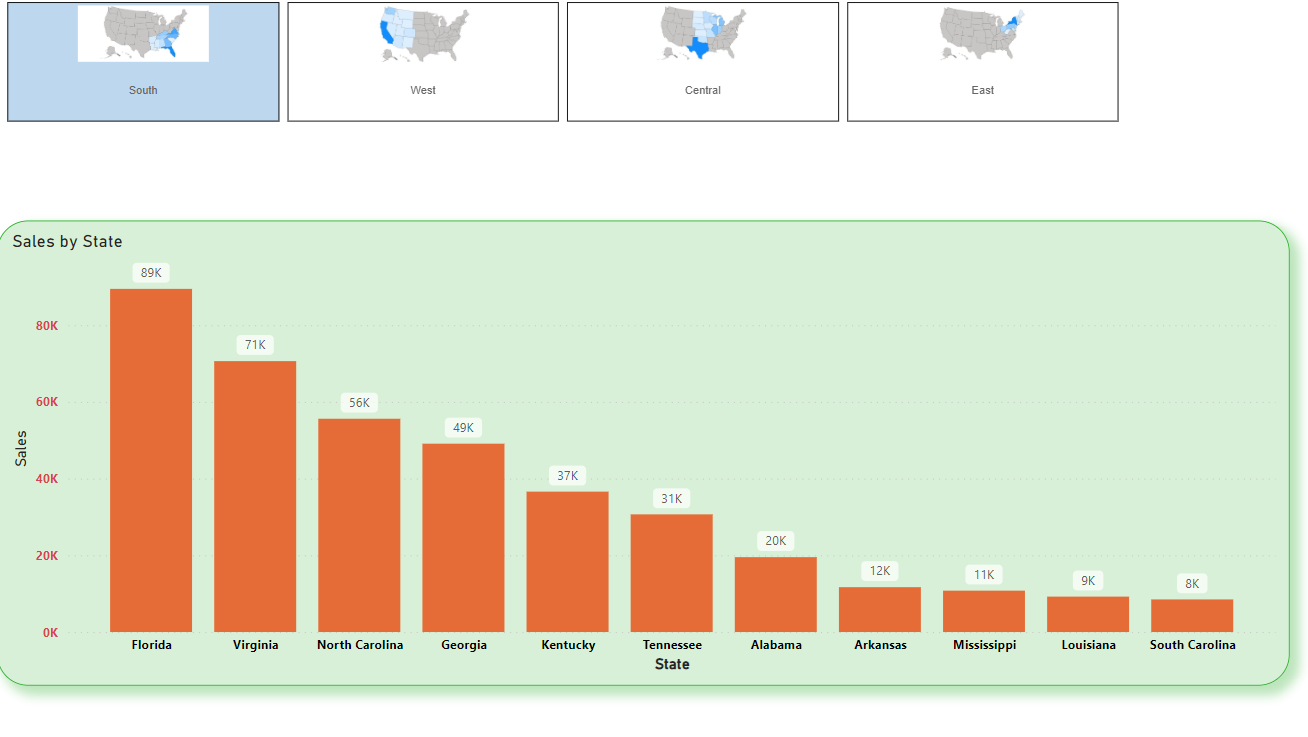 South
West
Central
East
Sales by State
89K
80K
71K
60K
56K
49K
Sales
40K
37K
31K
20K
20K
12K
11K
9K
8K
0K
Florida
Virginia
North Carolina
Georgia
Kentucky
Tennessee
Alabama
Arkansas
Mississippi
Louisiana
South Carolina
State